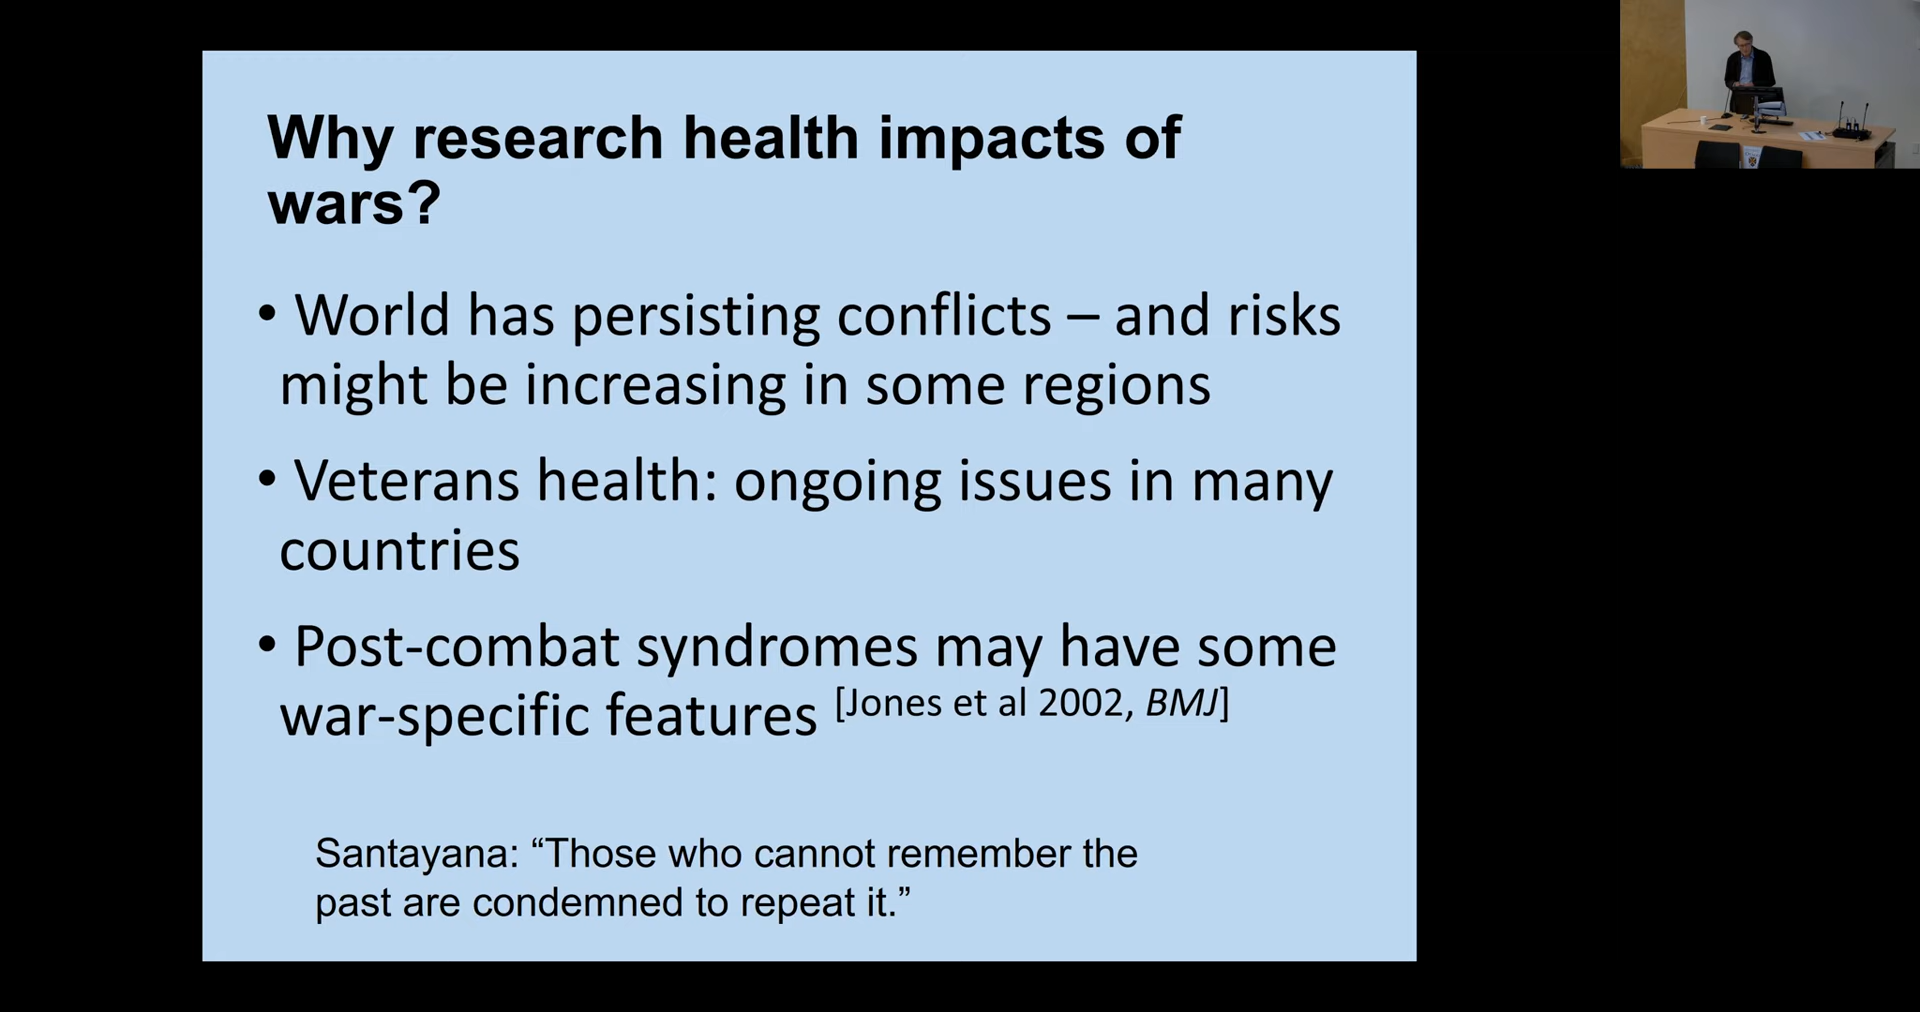 Why research health impacts of
wars?
• World has persisting conflicts – and risks
might be increasing in some regions
• Veterans health: ongoing issues in many
countries
• Post-combat syndromes may have some
war-specific features [Jones et al 2002, BMJ]
Santayana: “Those who cannot remember the
past are condemned to repeat it.”